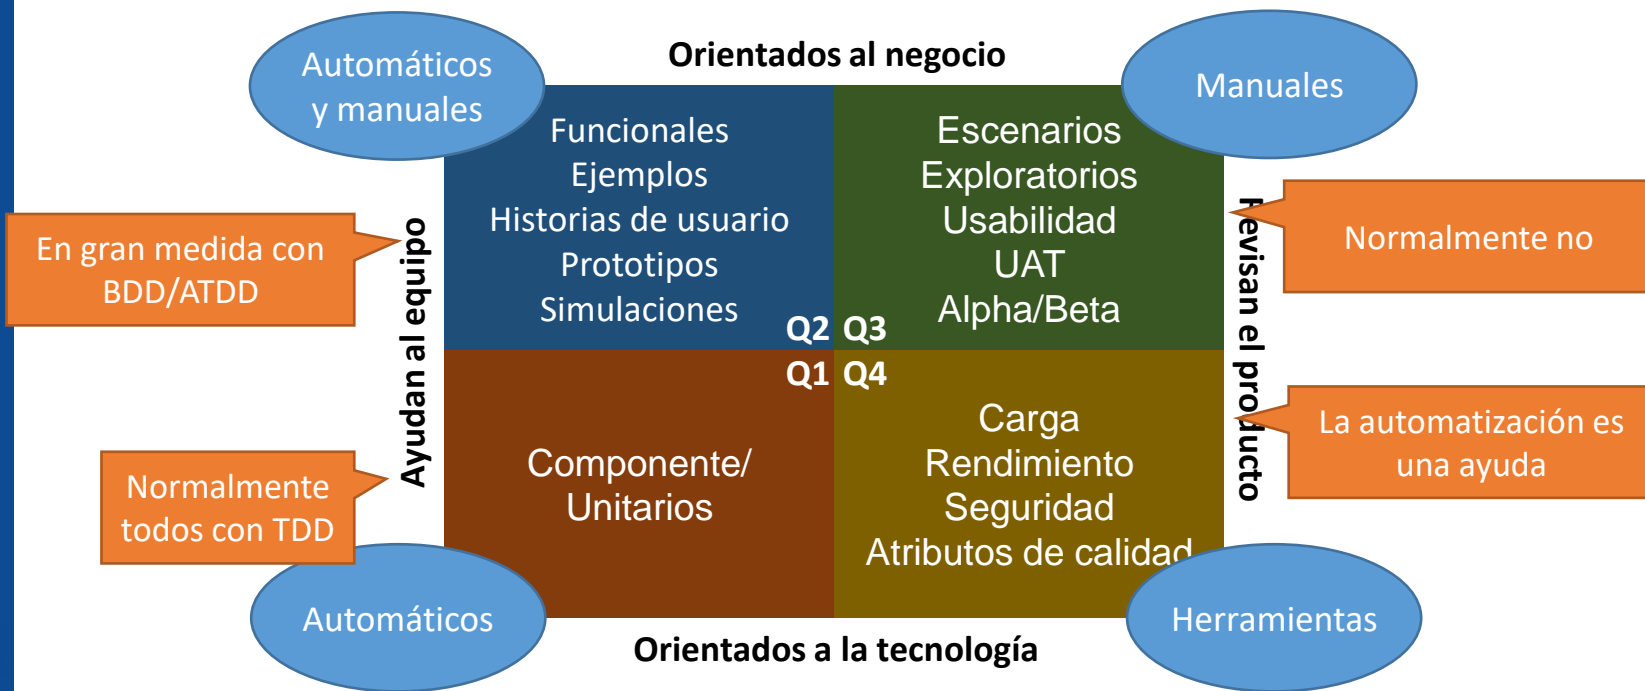 Orientados al negocio
Automáticos
y manuales
Manuales
Funcionales
Ejemplos
Historias de usuario
Prototipos
Simulaciones
Q2
Escenarios
Exploratorios
Usabilidad
UAT
Alpha/Beta
Q3
En gran medida con
BDD/ATDD
Ayudan al equipo
Revisan el producto
Normalmente no
Q1
Componente/
Unitarios
Q4
Carga
Rendimiento
Seguridad
Atributos de calidad
Normalmente
todos con TDD
La automatización es
una ayuda
Automáticos
Herramientas
Orientados a la tecnología